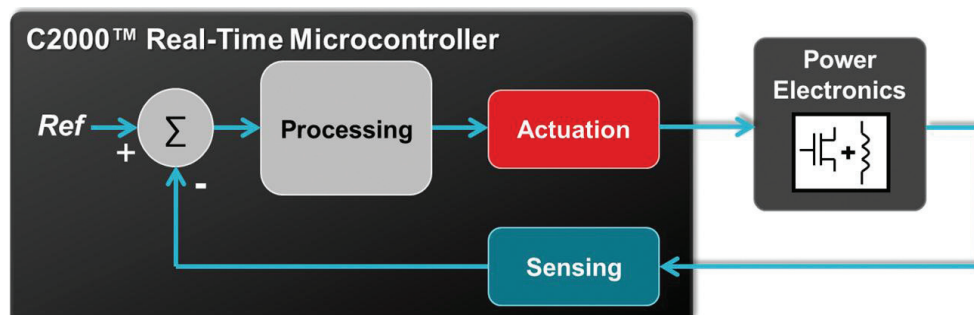 C2000™ Real-Time Microcontroller
Ref
+
Σ
-
Processing
Actuation
Sensing
Power
Electronics
+